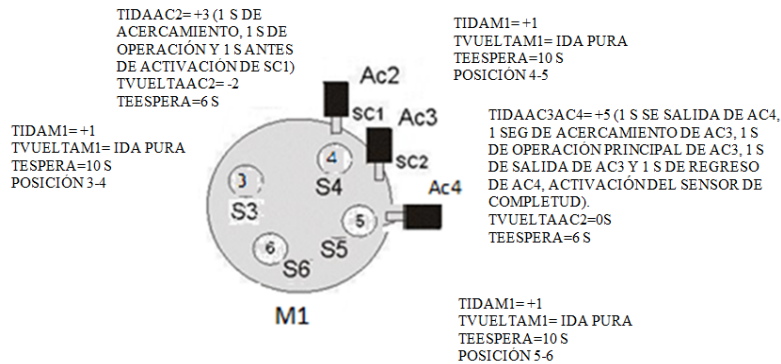 TIDAAC2= +3 (1 S DE
ACERCAMIENTO, 1 S DE
OPERACIÓN Y 1 S ANTES
DE ACTIVACIÓN DE SC1)
TVUELTAAC2= -2
TEESPERA=6 S
TIDAM1= +1
TVUELTAM1= IDA PURA
TEESPERA=10 S
POSICIÓN 4-5
Ac2
SC1
Ac3
SC2
TIDAM1= +1
TVUELTAM1= IDA PURA
TESPERA=10 S
POSICIÓN 3-4
TIDAAC3AC4= +5 (1 S SE SALIDA DE AC4,
1 SEG DE ACERCAMIENTO DE AC3, 1 S
DE OPERACIÓN PRINCIPAL DE AC3, 1 S
DE SALIDA DE AC3 Y 1 S DE REGRESO
DE AC4, ACTIVACIÓN DEL SENSOR DE
COMPLETUD).
TVUELTAAC2=0S
TEESPERA=6 S
4
S4
3
S3
Ac4
5
S5
6
S6
M1
TIDAM1= +1
TVUELTAM1= IDA PURA
TEESPERA=10 S
POSICIÓN 5-6